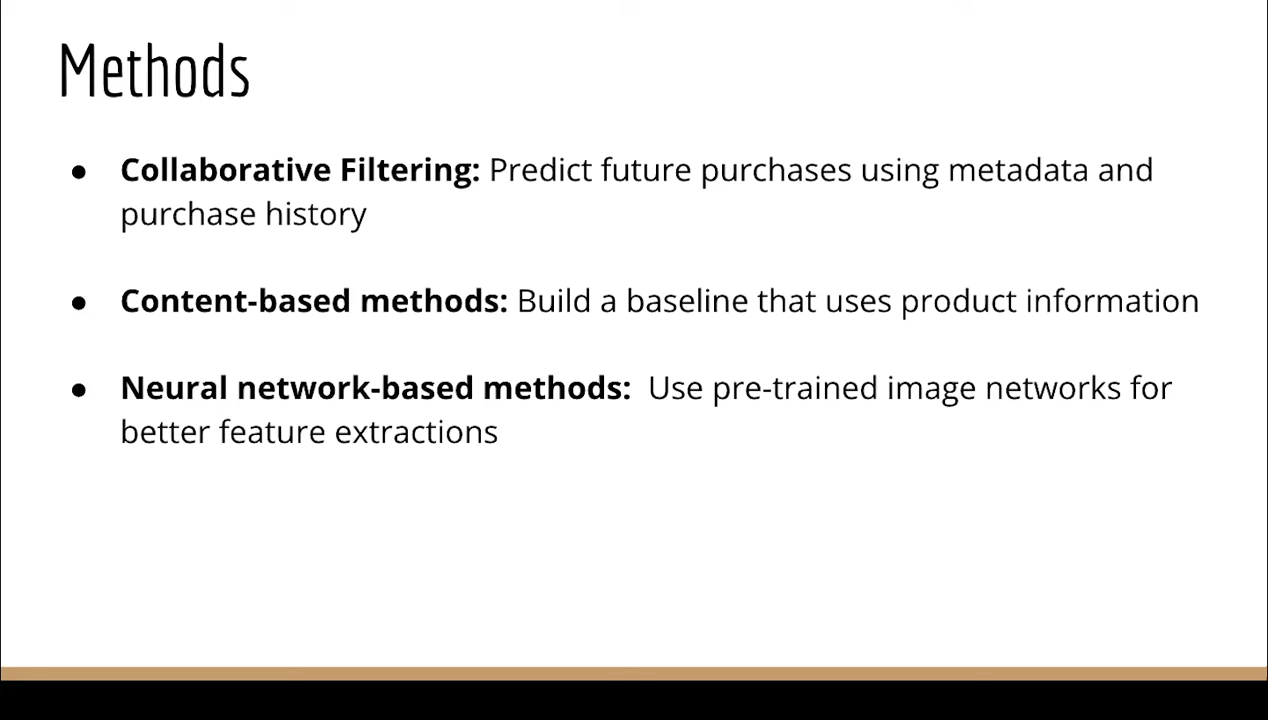 Methods
● Collaborative Filtering: Predict future purchases using metadata and
purchase history
● Content-based methods: Build a baseline that uses product information
● Neural network-based methods:  Use pre-trained image networks for
better feature extractions